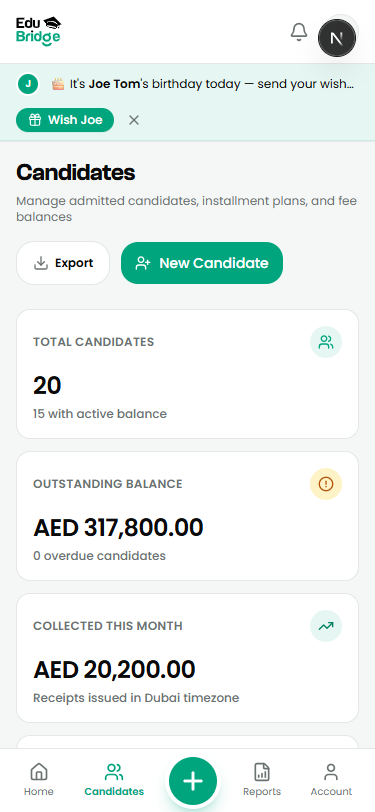 Edu
Bridge
N
J
It's Joe Tom's birthday today — send your wish...
Wish Joe
Candidates
Manage admitted candidates, installment plans, and fee
balances
Export
New Candidate
TOTAL CANDIDATES
20
15 with active balance
OUTSTANDING BALANCE
AED 317,800.00
0 overdue candidates
COLLECTED THIS MONTH
AED 20,200.00
Receipts issued in Dubai timezone
Home
Candidates
Reports
Account